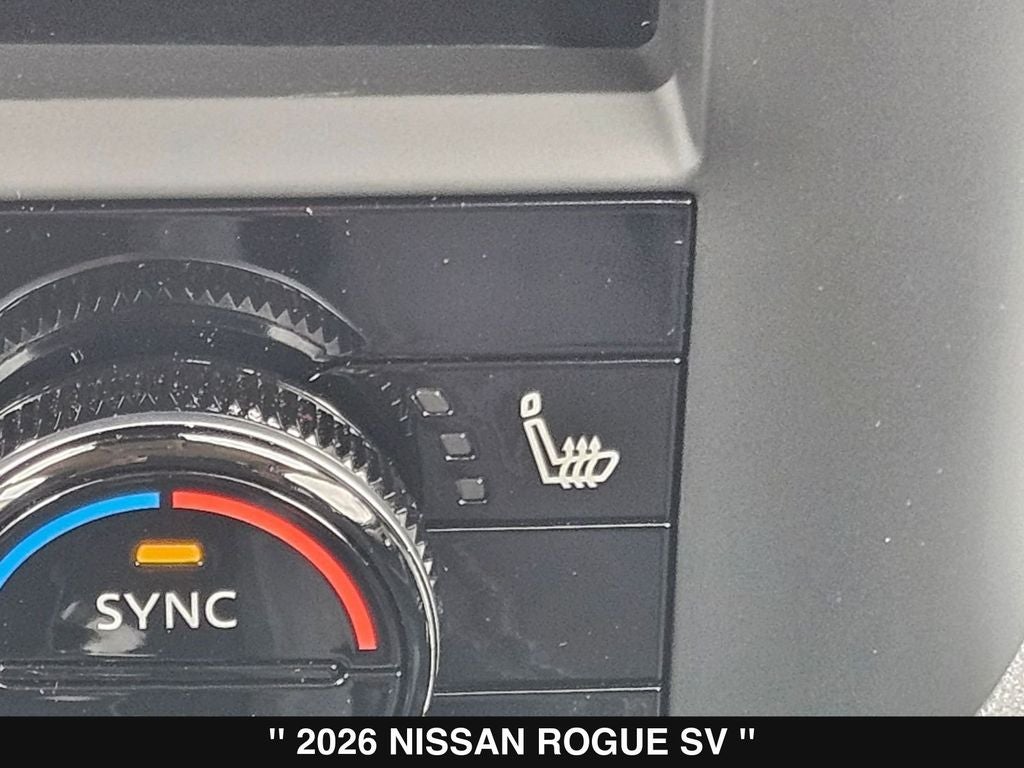 SYNC
" 2026 NISSAN ROGUE SV "